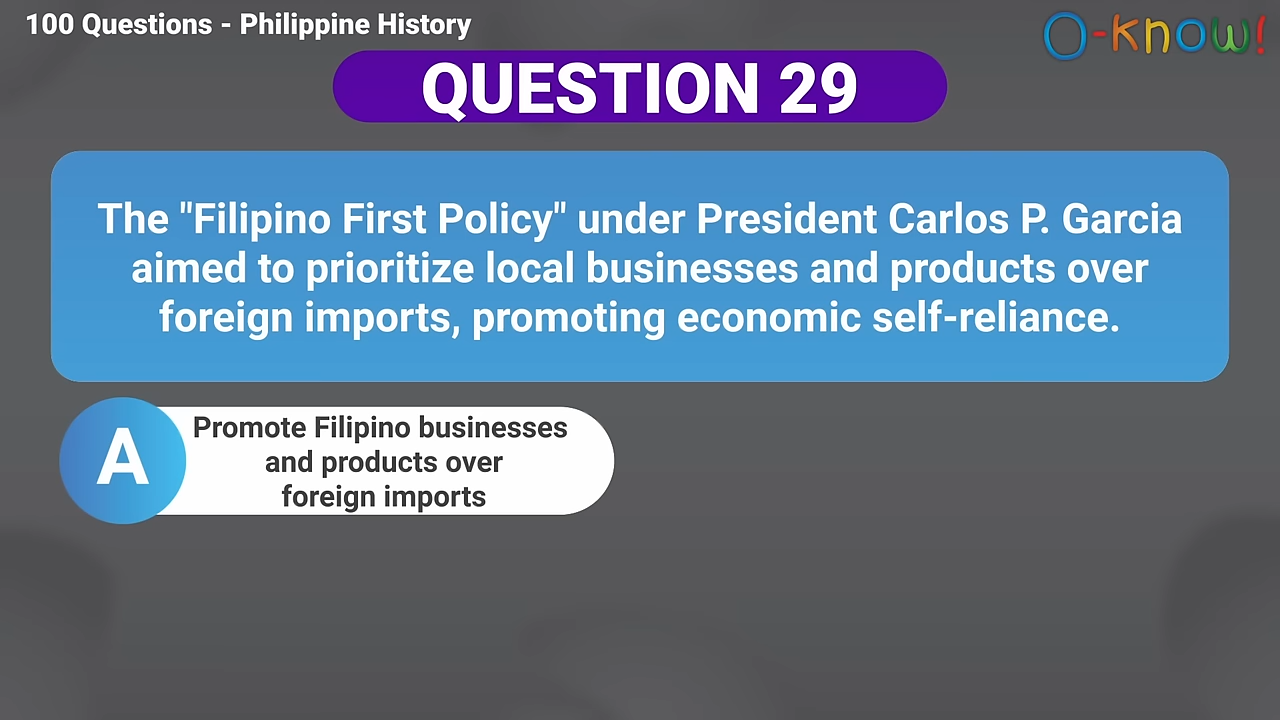 100 Questions - Philippine History
O-know!
QUESTION 29
The "Filipino First Policy" under President Carlos P. Garcia
aimed to prioritize local businesses and products over
foreign imports, promoting economic self-reliance.
A
Promote Filipino businesses
and products over
foreign imports